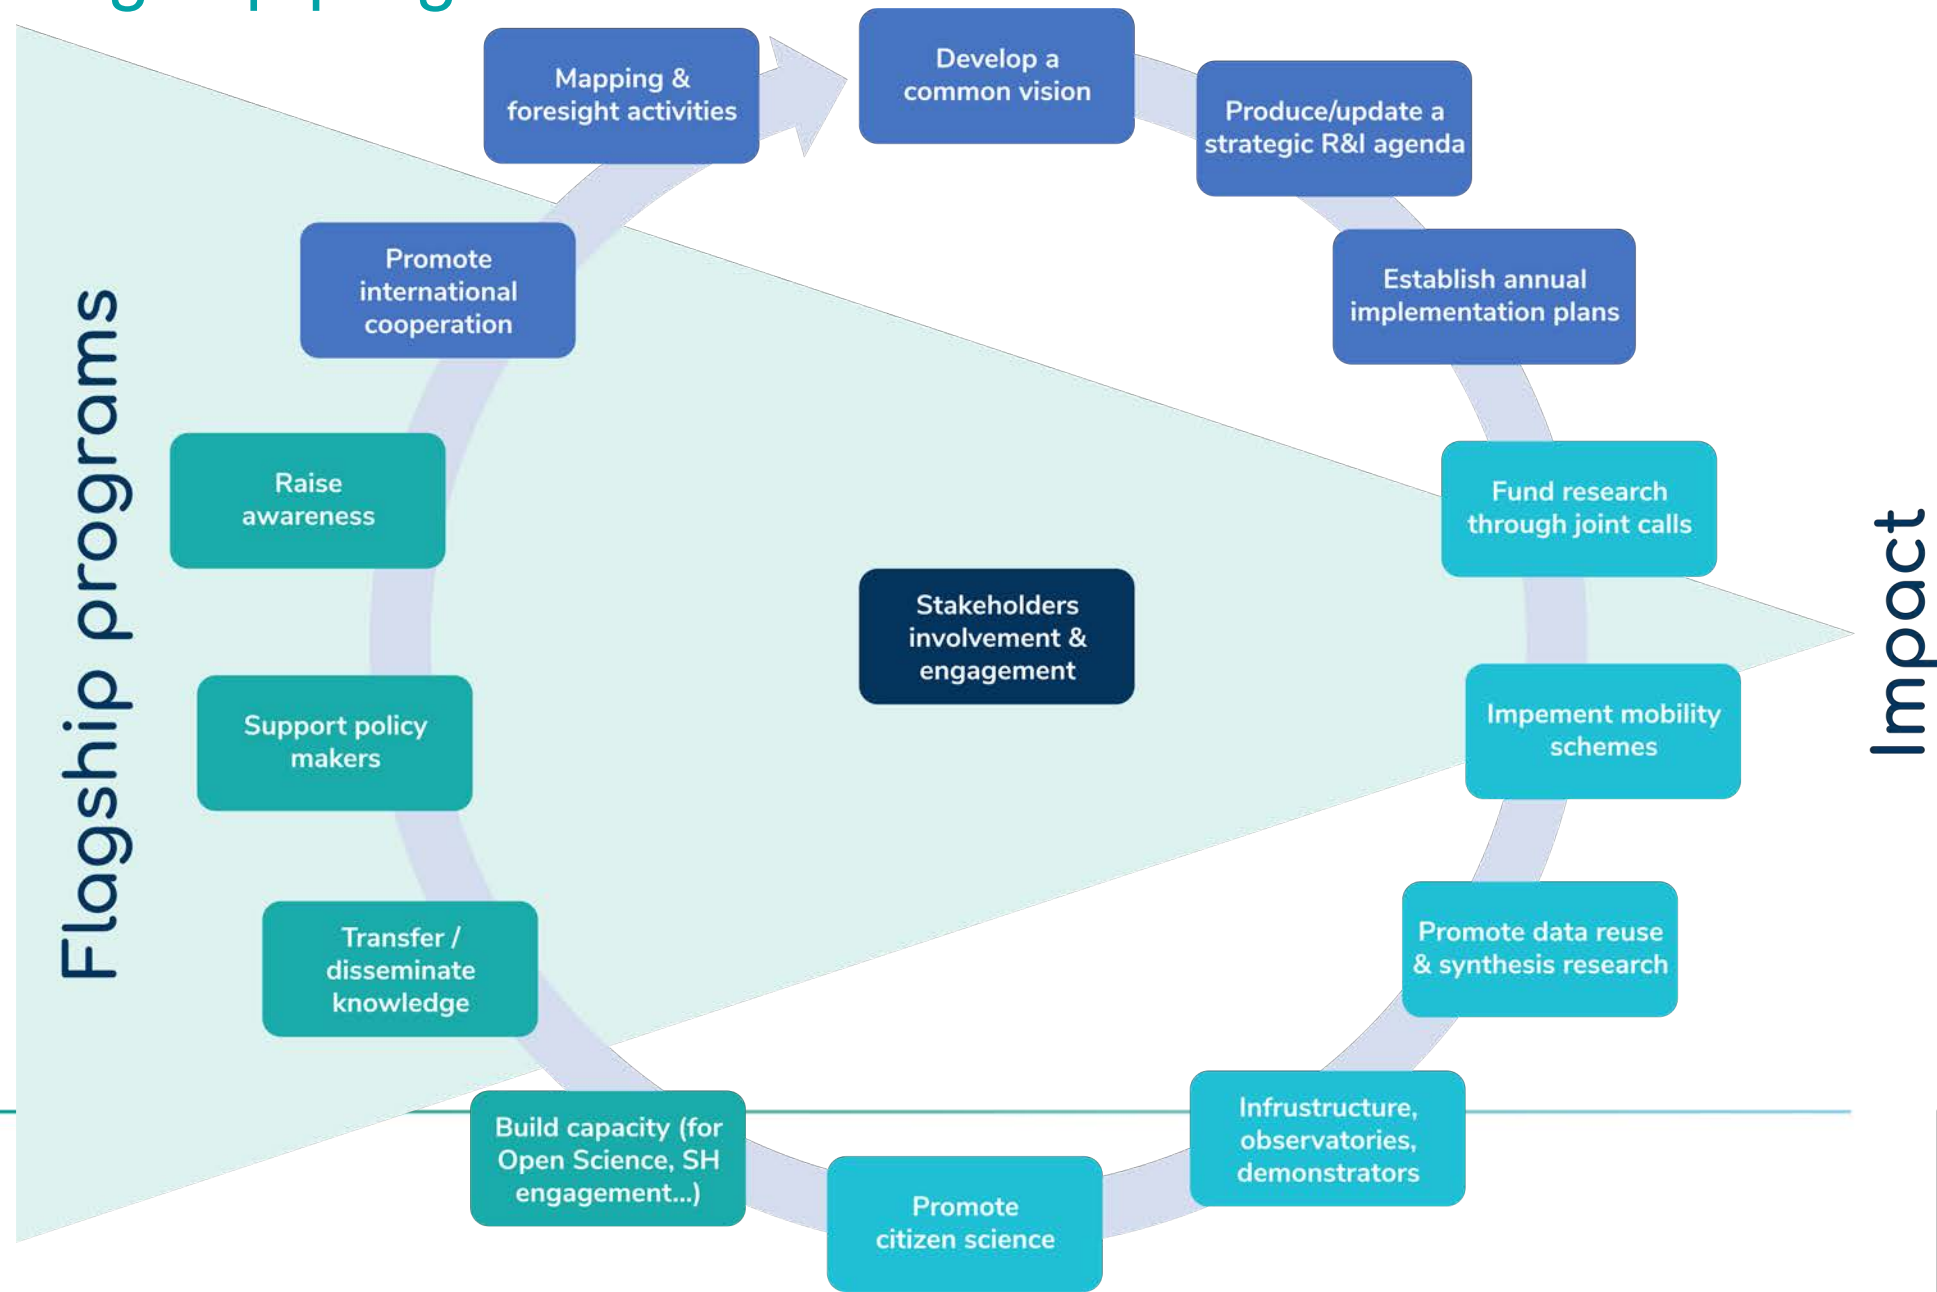 Mapping &
foresight activities
Develop a
common vision
Produce/update a
strategic R&I agenda
Establish annual
implementation plans
Fund research
through joint calls
Impement mobility
schemes
Promote data reuse
& synthesis research
Infrustructure,
observatories,
demonstrators
Promote
citizen science
Build capacity (for
Open Science, SH
engagement...)
Transfer /
disseminate
knowledge
Support policy
makers
Raise
awareness
Promote
international
cooperation
Stakeholders
involvement &
engagement
Flagship programs
Impact